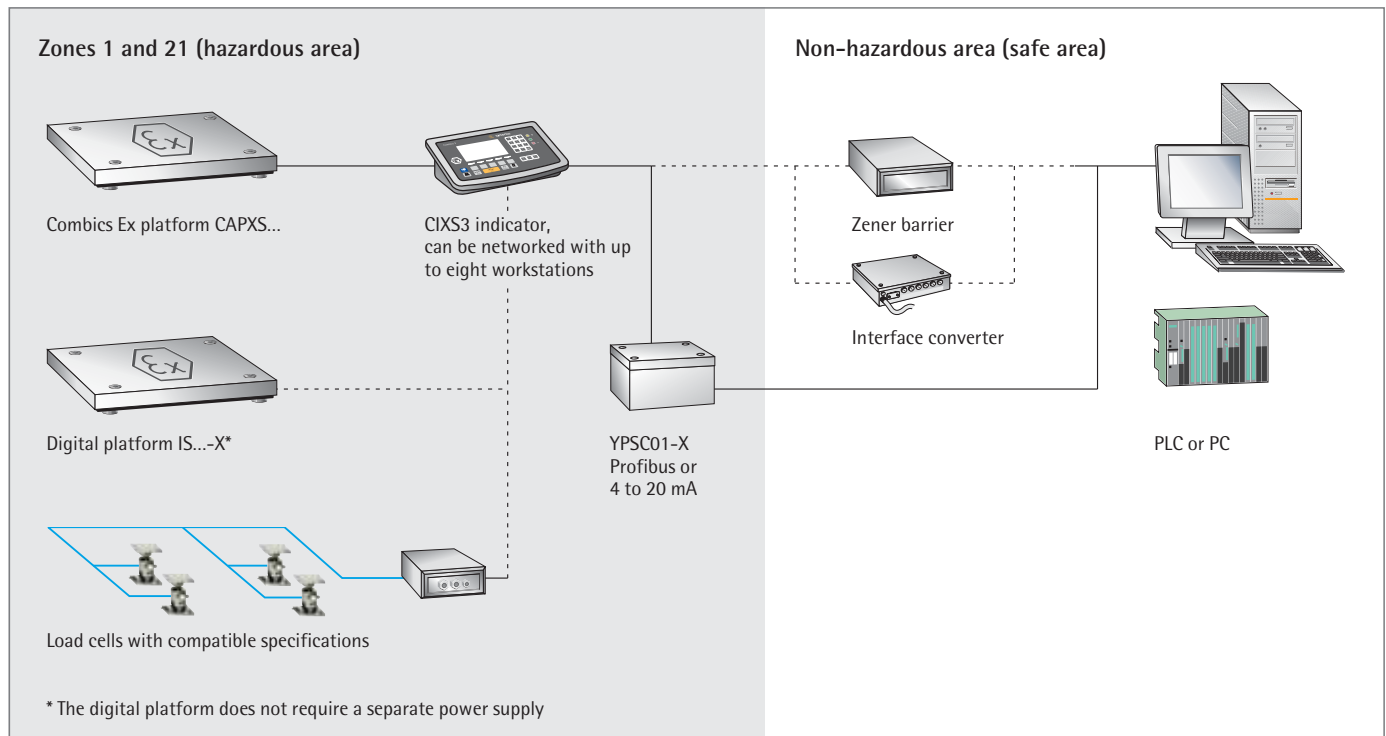 Zones 1 and 21 (hazardous area)
Non-hazardous area (safe area)
Combics Ex platform CAPXS...
CIXS3 indicator,
can be networked with up
to eight workstations
Zener barrier
Interface converter
Digital platform IS...-X*
YPSC01-X
Profibus or
4 to 20 mA
PLC or PC
Load cells with compatible specifications
* The digital platform does not require a separate power supply